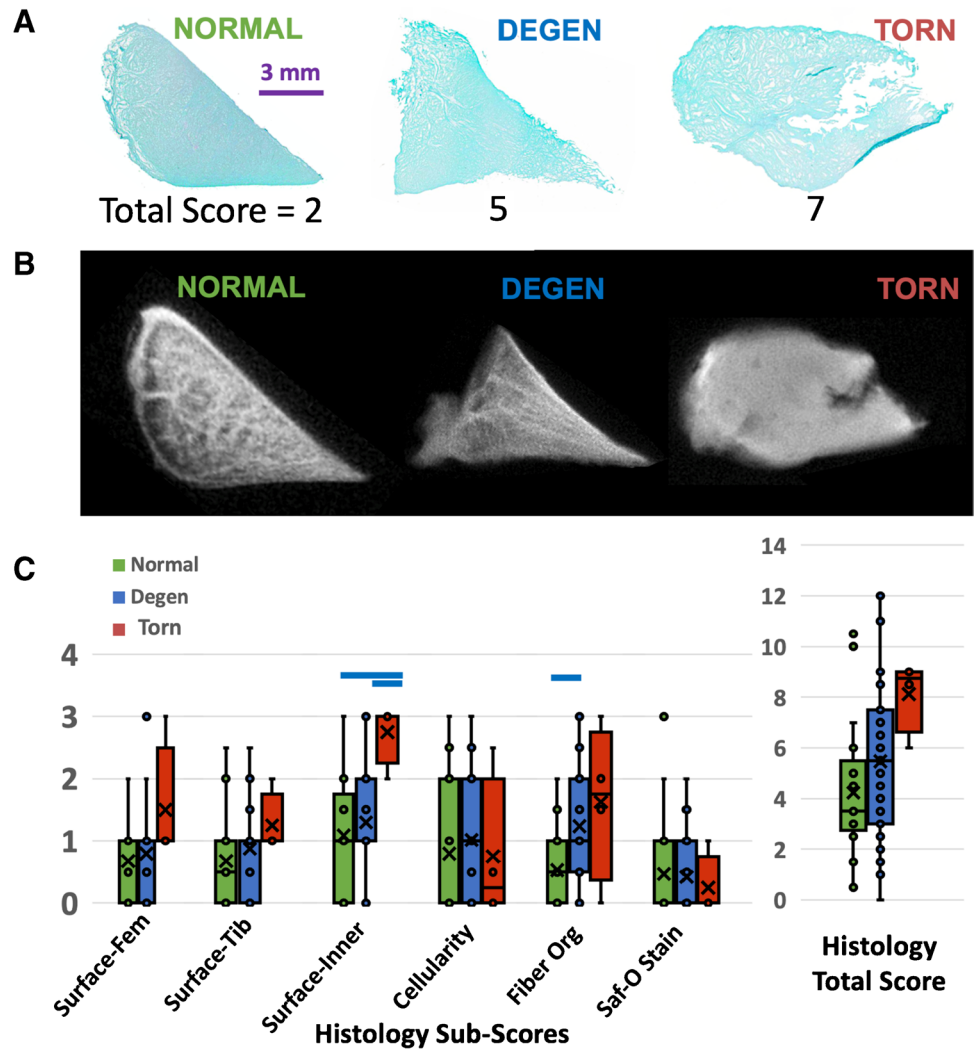 A
NORMAL
DEGEN
TORN
3 mm
Total Score = 2
5
7
B
NORMAL
DEGEN
TORN
C
Normal
Degen
Torn
4
3
2
1
0
Surface-Fem
Surface-Tib
Surface-Inner
Cellularity
Fiber Org
Saf-O Stain
Histology Sub-Scores
14
12
10
8
6
4
2
0
Histology
Total Score